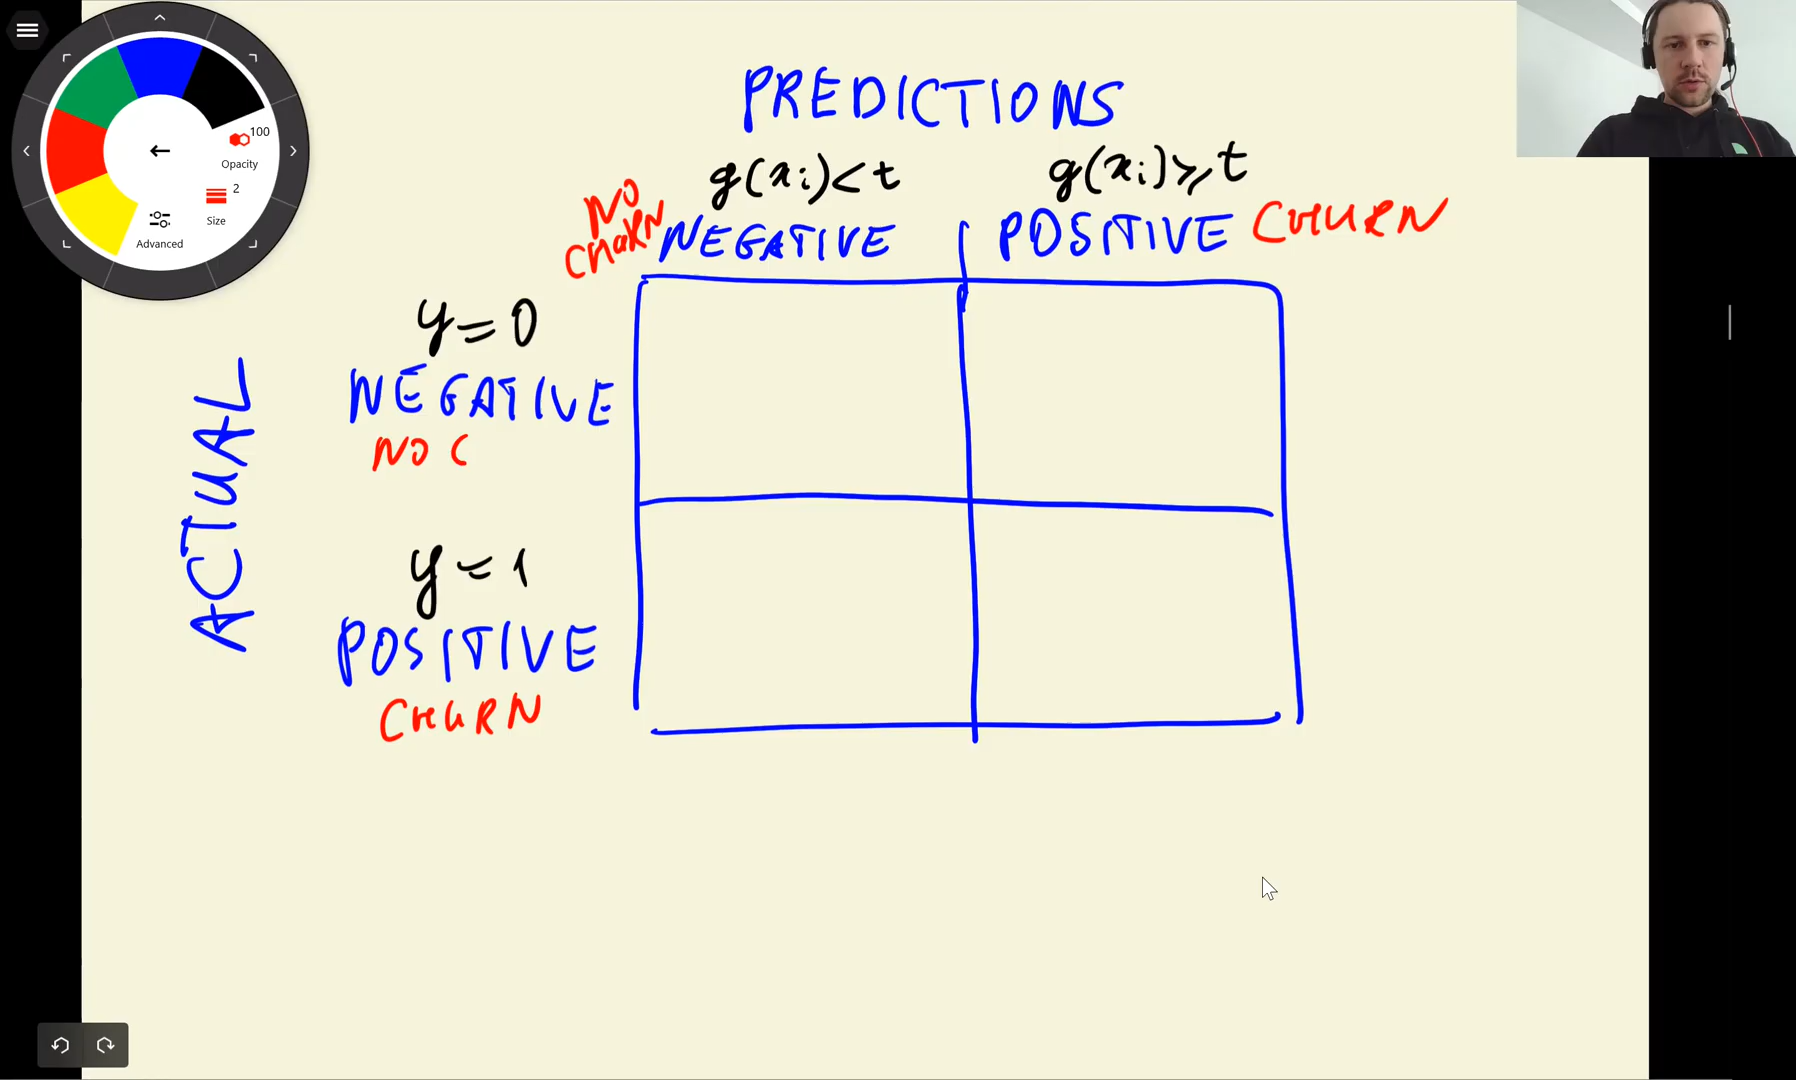 PREDICTIONS
g(xi)<t g(xi)⩾t
NO
CHURN NEGATIVE POSITIVE CHURN
y=0
NEGATIVE
NO C
ACTUAL
y=1
POSITIVE
CHURN
100
Opacity
2
Size
Advanced